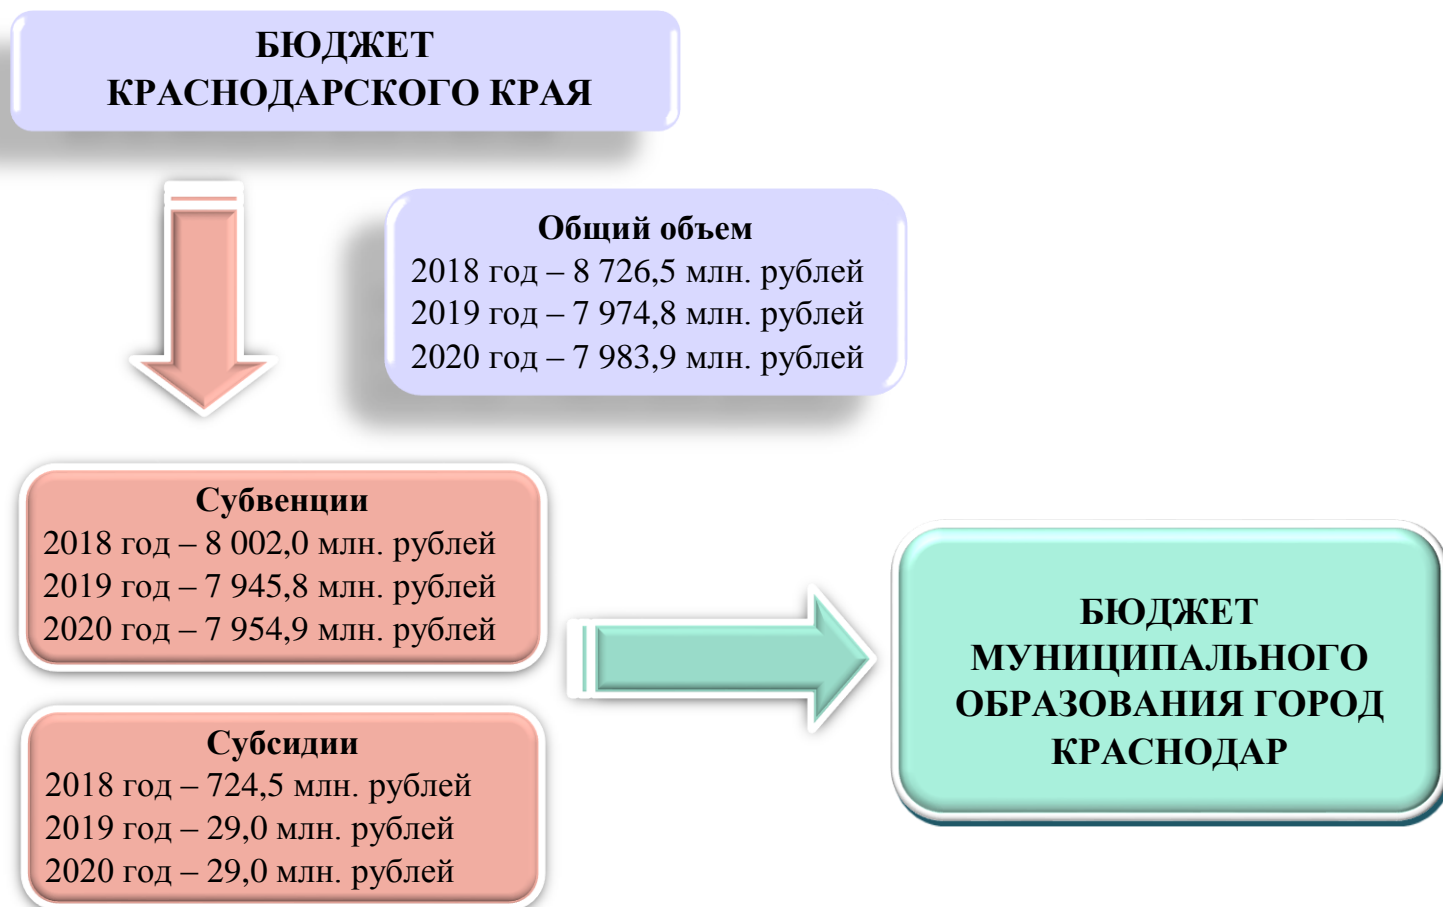 БЮДЖЕТ
КРАСНОДАРСКОГО КРАЯ
Общий объем
2018 год – 8 726,5 млн. рублей
2019 год – 7 974,8 млн. рублей
2020 год – 7 983,9 млн. рублей
Субвенции
2018 год – 8 002,0 млн. рублей
2019 год – 7 945,8 млн. рублей
2020 год – 7 954,9 млн. рублей
Субсидии
2018 год – 724,5 млн. рублей
2019 год – 29,0 млн. рублей
2020 год – 29,0 млн. рублей
БЮДЖЕТ
МУНИЦИПАЛЬНОГО
ОБРАЗОВАНИЯ ГОРОД
КРАСНОДАР